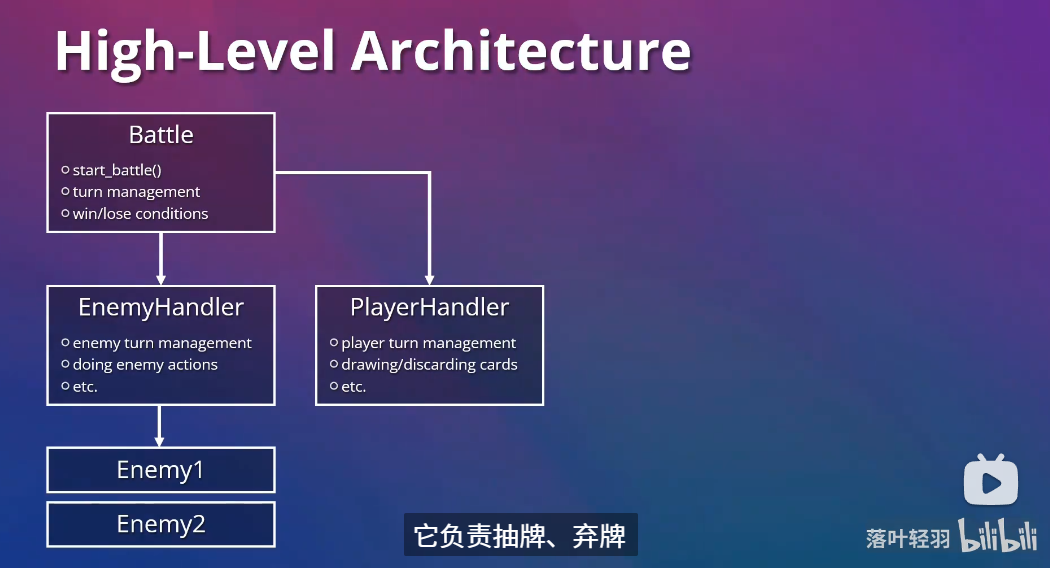 High-Level Architecture
Battle
start_battle()
turn management
win/lose conditions
EnemyHandler
enemy turn management
doing enemy actions
etc.
PlayerHandler
player turn management
drawing/discarding cards
etc.
Enemy1
Enemy2
它负责抽牌、弃牌
落叶轻羽 bilibili